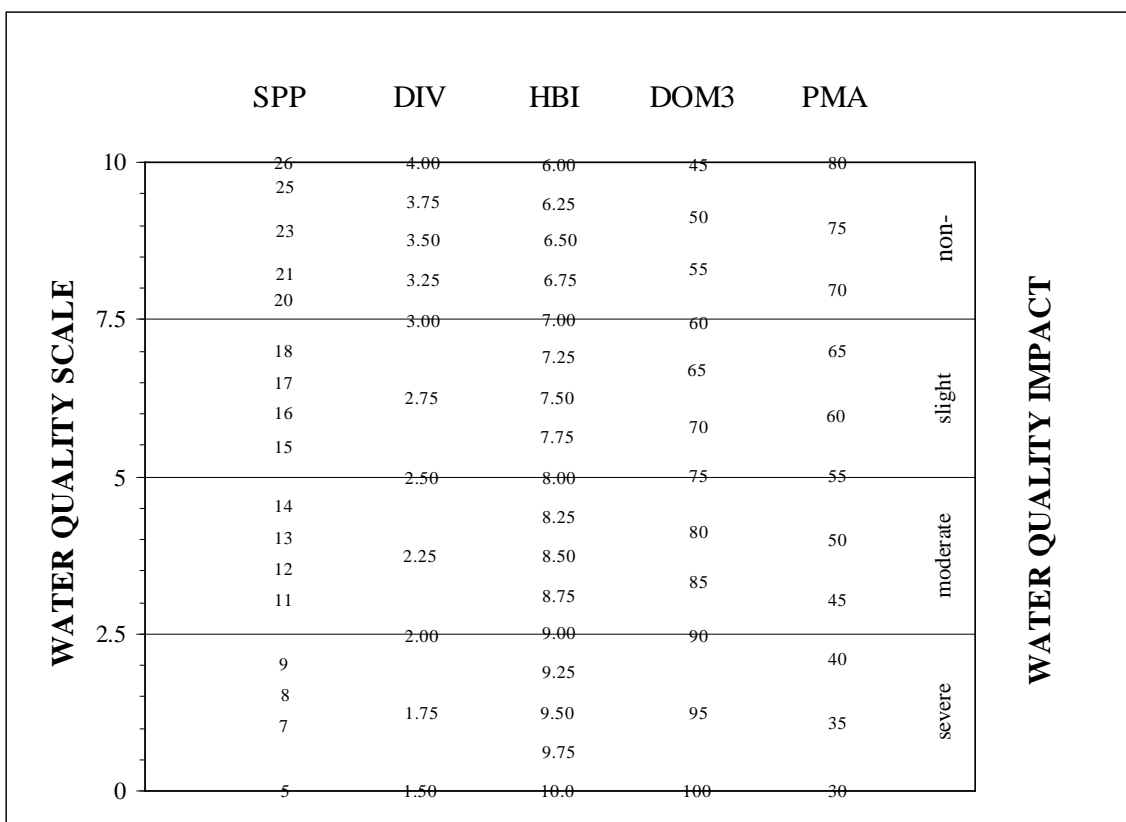 SPP DIV HBI DOM3 PMA
10 26 4.00 6.00 45 80
25
3.75 6.25
50
23 75
3.50 6.50
non-
21 55
3.25 6.75
20 70
7.5 3.00 7.00 60
18 65
7.25
65
17
2.75 7.50
slight
16 60
70
7.75
15
5 2.50 8.00 75 55
14
8.25
80
13 50
2.25 8.50
moderate
12
85
8.75
11 45
2.5 2.00 9.00 90
9 40
9.25
8
1.75 9.50 95
severe
7 35
9.75
0 5 1.50 10.0 100 30
WATER QUALITY SCALE
WATER QUALITY IMPACT